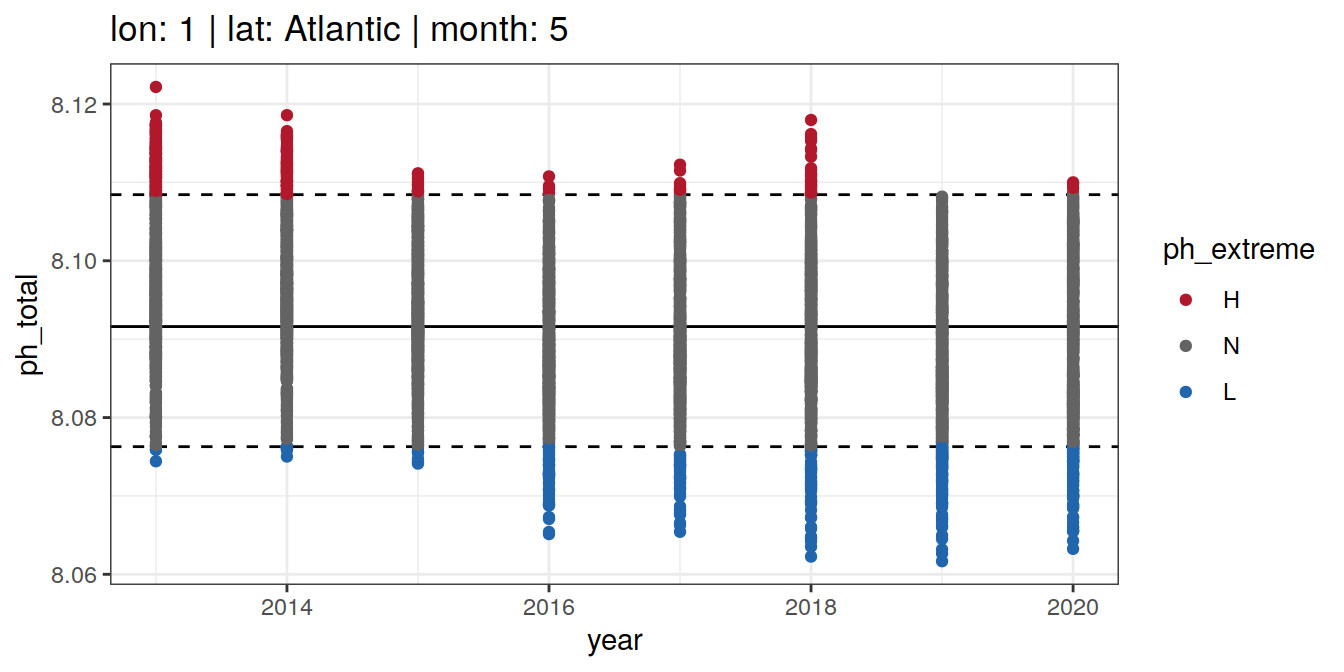 lon: 1 | lat: Atlantic | month: 5
8.12
8.10
8.08
8.06
ph_total
2014
2016
2018
2020
year
ph_extreme
H
N
L